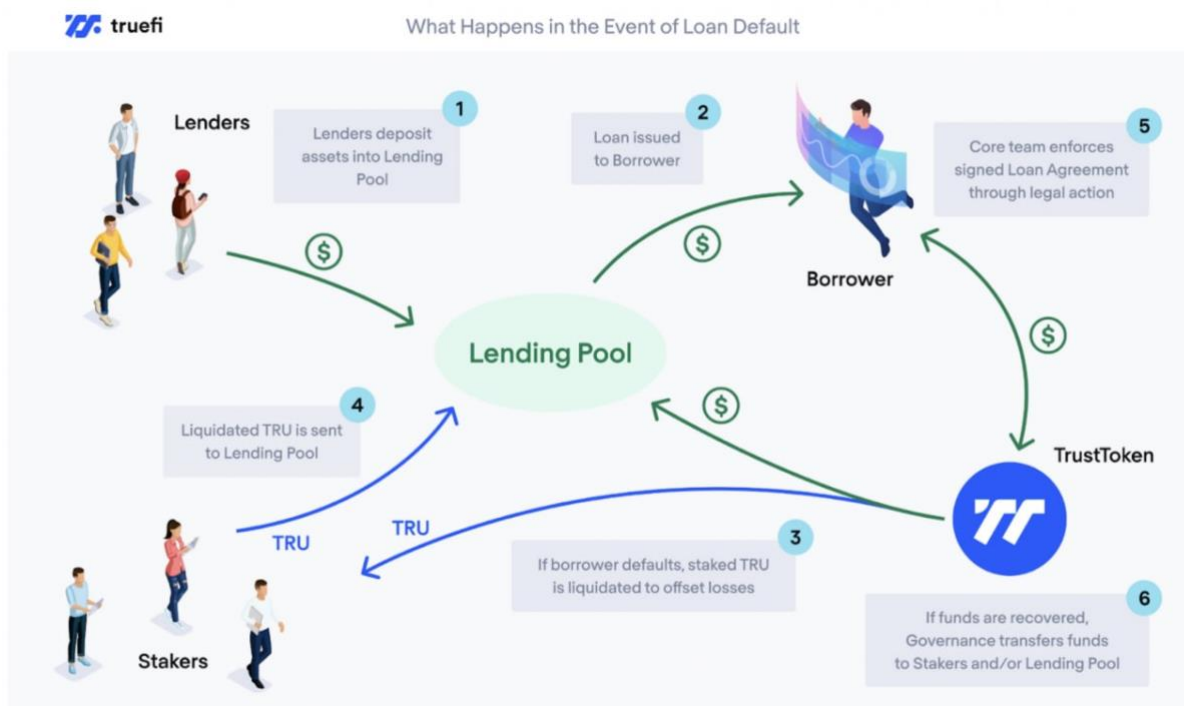 truefi
What Happens in the Event of Loan Default
Lenders
1
Lenders deposit
assets into Lending
Pool
2
Loan issued
to Borrower
5
Core team enforces
signed Loan Agreement
through legal action
$
$
Borrower
$
Lending Pool
$
4
Liquidated TRU is sent
to Lending Pool
TrustToken
TRU
TRU
3
If borrower defaults, staked TRU
is liquidated to offset losses
6
If funds are recovered,
Governance transfers funds
to Stakers and/or Lending Pool
Stakers